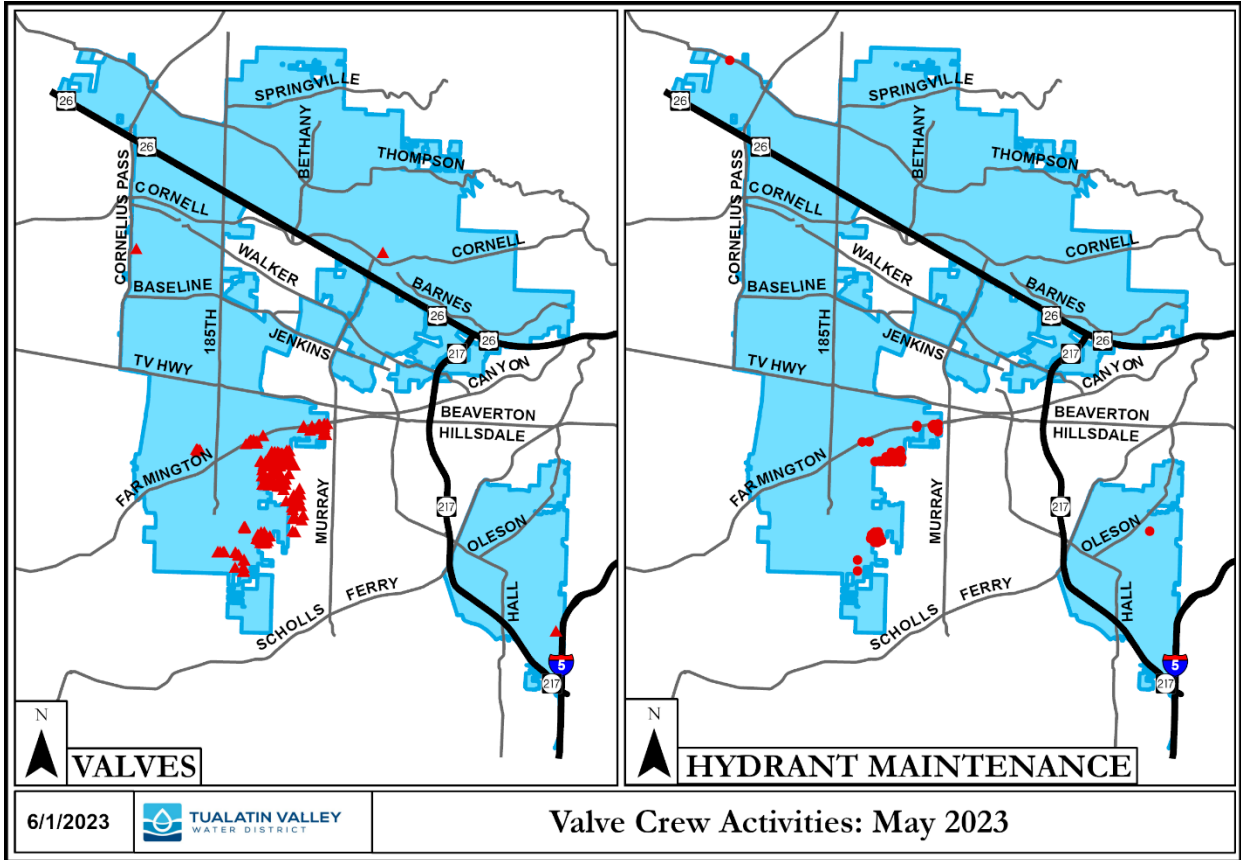 SPRINGVILLE
26
BETHANY
THOMPSON
26
CORNELIUS PASS
CORNELL
CORNELL
WALKER
BARNES
BASELINE
26
26
185TH
JENKINS
217
TV HWY
CANYON
BEAVERTON
HILLSDALE
FARMINGTON
MURRAY
217
OLESON
FERRY
SCHOLLS
HALL
5
217
N
VALVES
SPRINGVILLE
26
BETHANY
THOMPSON
26
CORNELIUS PASS
CORNELL
CORNELL
WALKER
BARNES
BASELINE
26
26
185TH
JENKINS
217
TV HWY
CANYON
BEAVERTON
HILLSDALE
FARMINGTON
MURRAY
217
OLESON
FERRY
SCHOLLS
HALL
5
217
N
HYDRANT MAINTENANCE
6/1/2023
TUALATIN VALLEY
WATER DISTRICT
Valve Crew Activities: May 2023